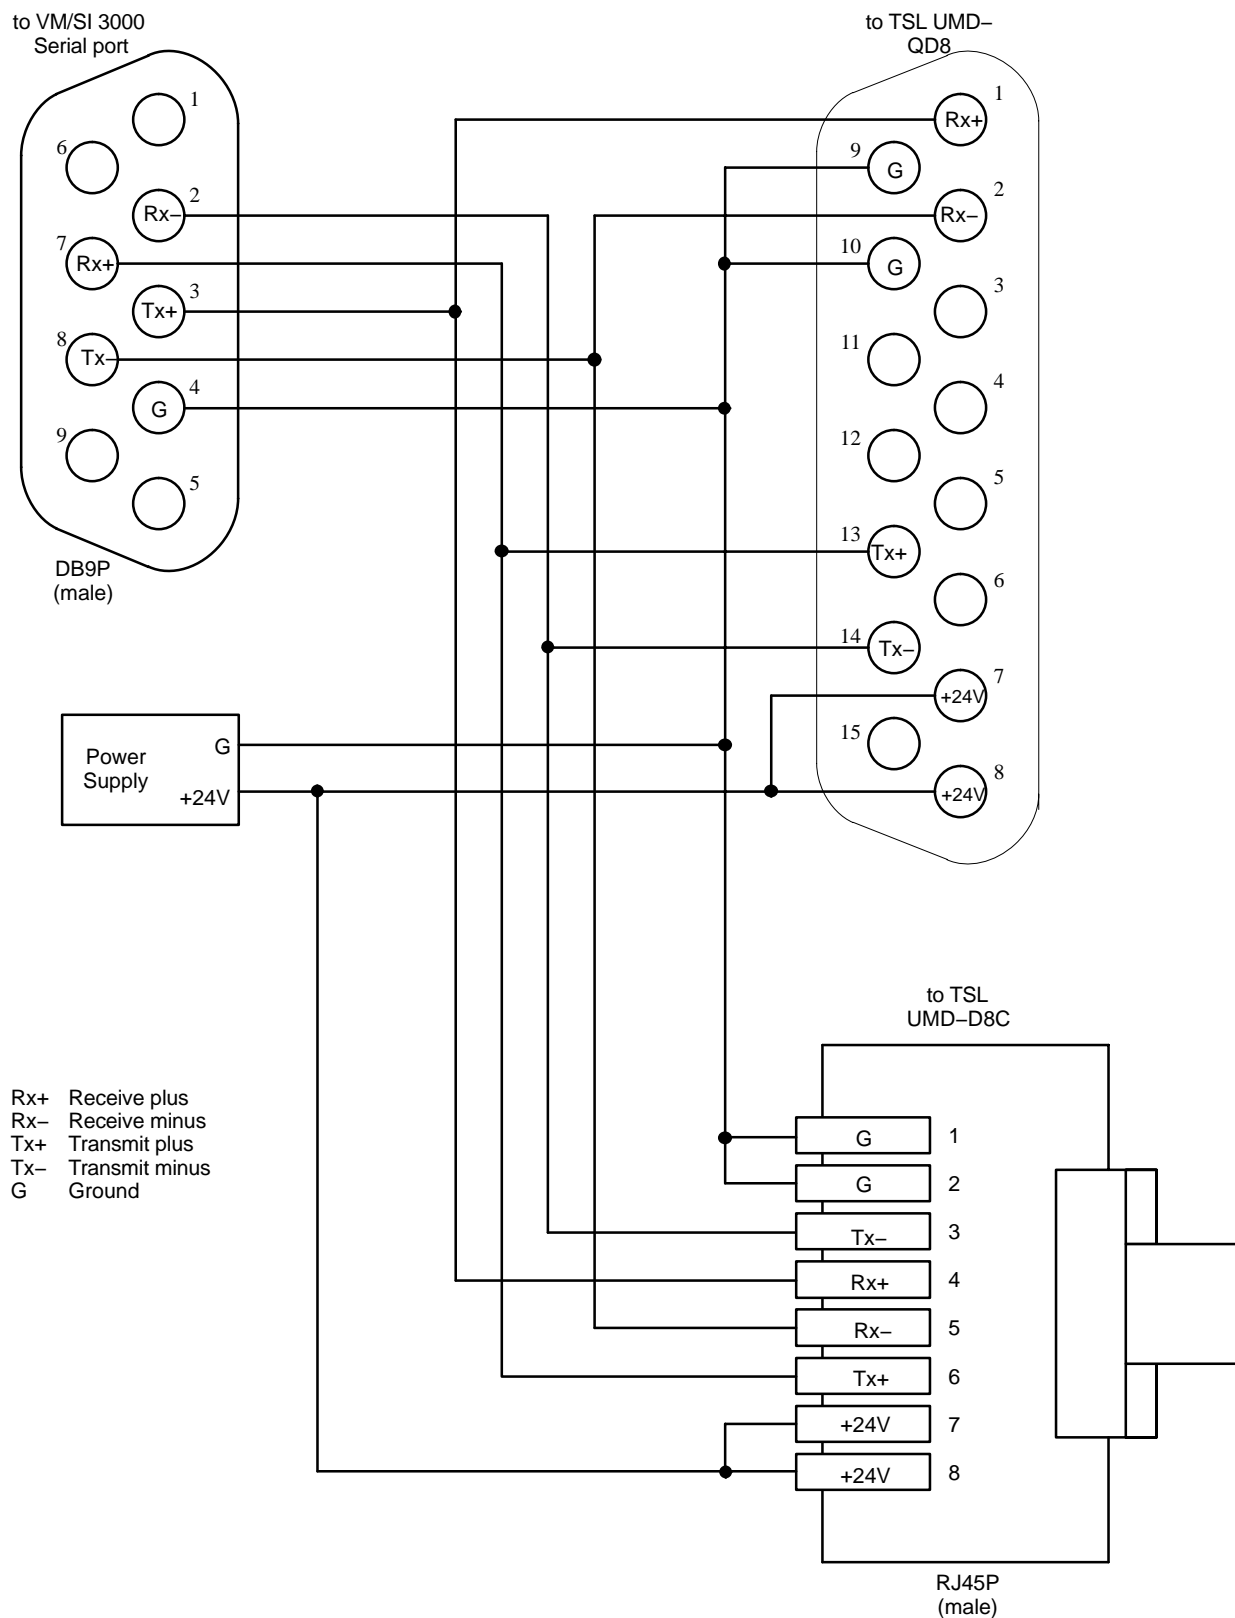 to VM/SI 3000
Serial port
1
6
2
Rx–
7
Rx+
3
Tx+
8
Tx–
4
G
9
5
DB9P
(male)
to TSL UMD–
QD8
1
Rx+
9
G
2
Rx–
10
G
3
11
4
12
5
13
Tx+
6
14
Tx–
7
+24V
15
8
+24V
Power
Supply
G
+24V
Rx+ Receive plus
Rx– Receive minus
Tx+ Transmit plus
Tx– Transmit minus
G Ground
to TSL
UMD–D8C
G 1
G 2
Tx– 3
Rx+ 4
Rx– 5
Tx+ 6
+24V 7
+24V 8
RJ45P
(male)